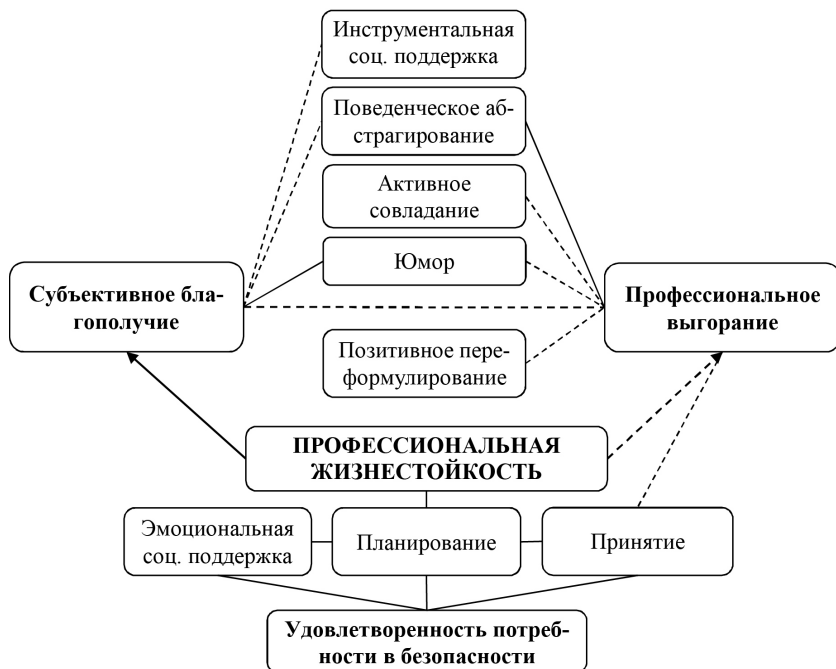 Инструментальная
соц. поддержка
Поведенческое аб-
страгирование
Активное
совладание
Юмор
Субъективное бла-
гополучие
Профессиональное
выгорание
Позитивное пере-
формулирование
ПРОФЕССИОНАЛЬНАЯ
ЖИЗНЕСТОЙКОСТЬ
Эмоциональная
соц. поддержка
Планирование
Принятие
Удовлетворенность потреб-
ности в безопасности